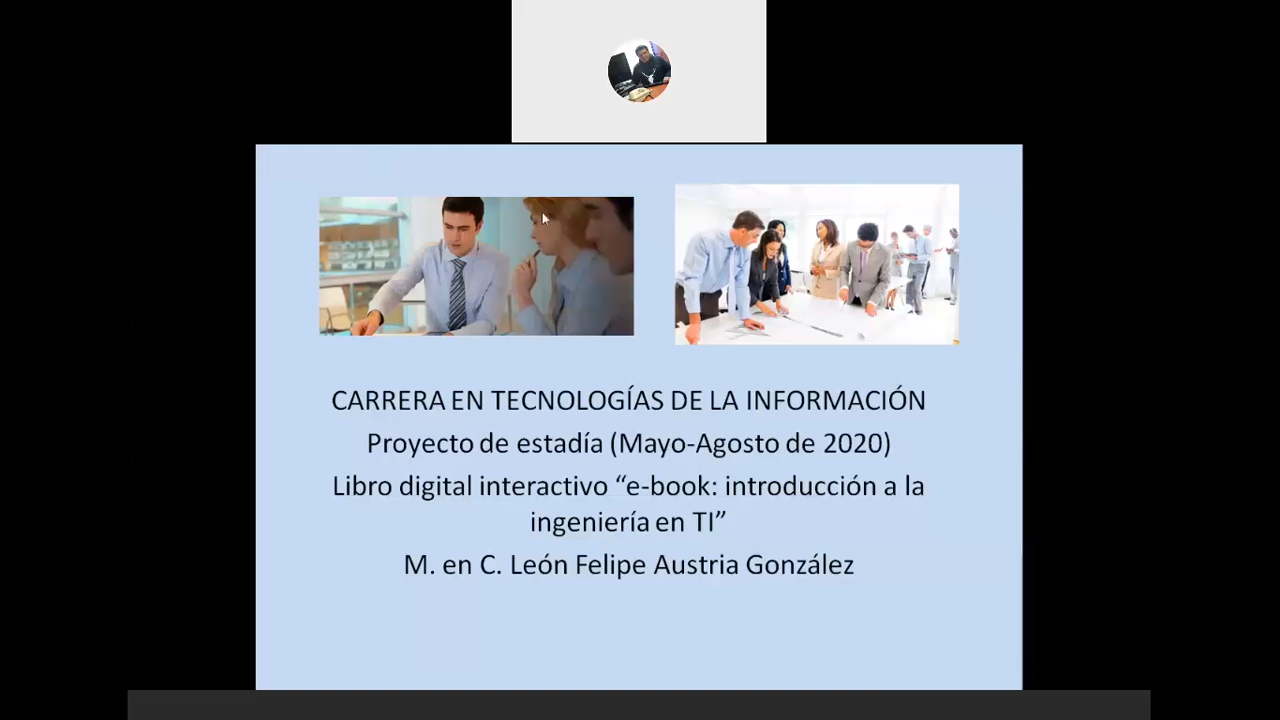 CARRERA EN TECNOLOGÍAS DE LA INFORMACIÓN
Proyecto de estadía (Mayo-Agosto de 2020)
Libro digital interactivo “e-book: introducción a la
ingeniería en TI”
M. en C. León Felipe Austria González